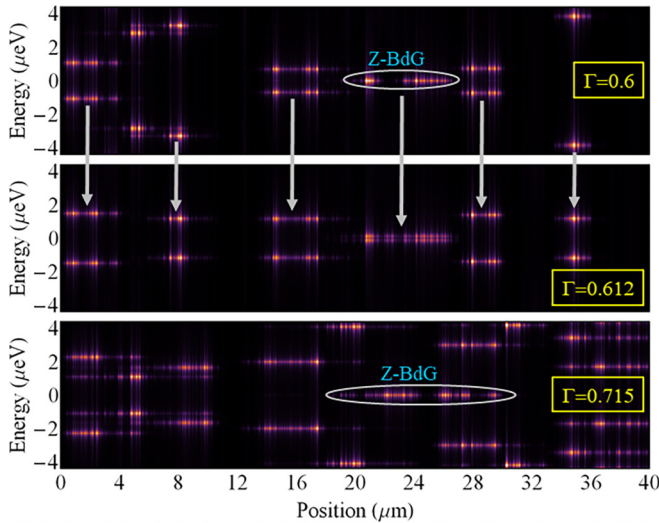 4
2
0
-2
-4
Energy (μeV)
Z-BdG
Γ=0.6
4
2
0
-2
-4
Energy (μeV)
Γ=0.612
4
2
0
-2
-4
Energy (μeV)
Z-BdG
Γ=0.715
0 4 8 12 16 20 24 28 32 36 40
Position (μm)